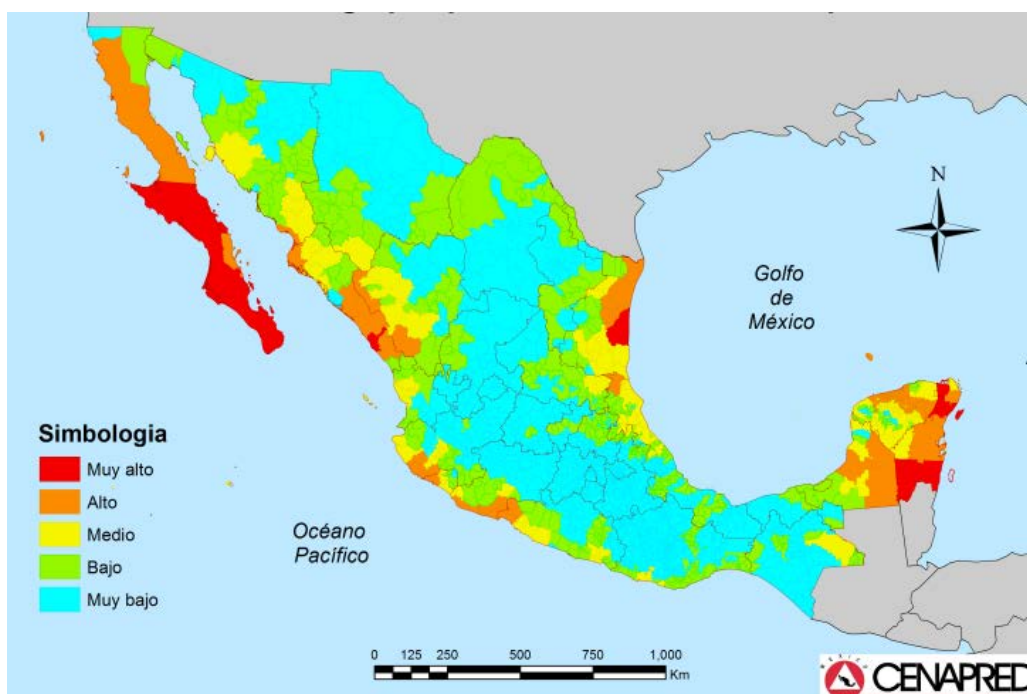 N
Golfo
de
México
Simbologia
Muy alto
Alto
Medio
Bajo
Muy bajo
Océano
Pacífico
0 125 250 500 750 1,000
Km
CENAPRED